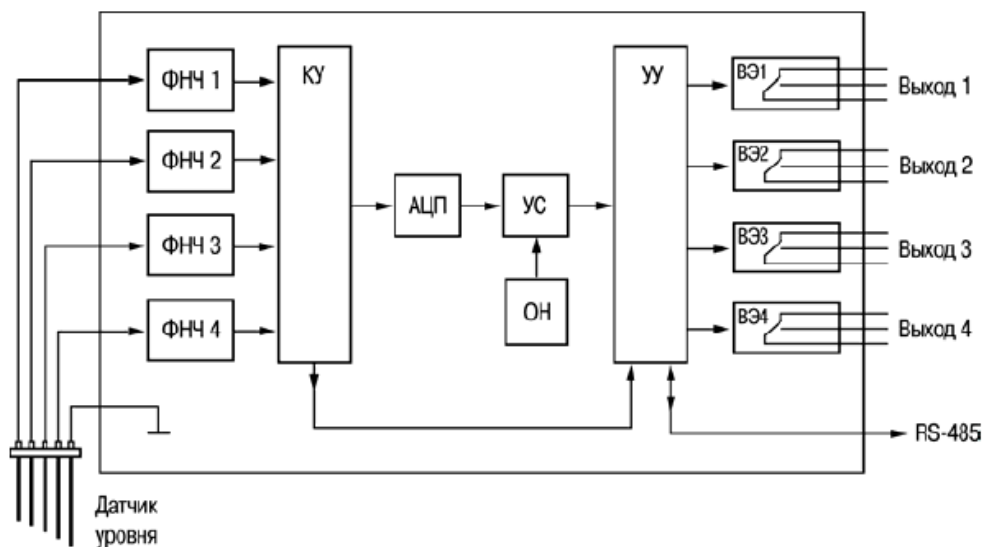 ФНЧ 1
КУ
УУ
ВЭ1
Выход 1
ФНЧ 2
ВЭ2
Выход 2
АЦП
УС
ФНЧ 3
ВЭ3
Выход 3
ОН
ФНЧ 4
ВЭ4
Выход 4
RS-485
Датчик
уровня